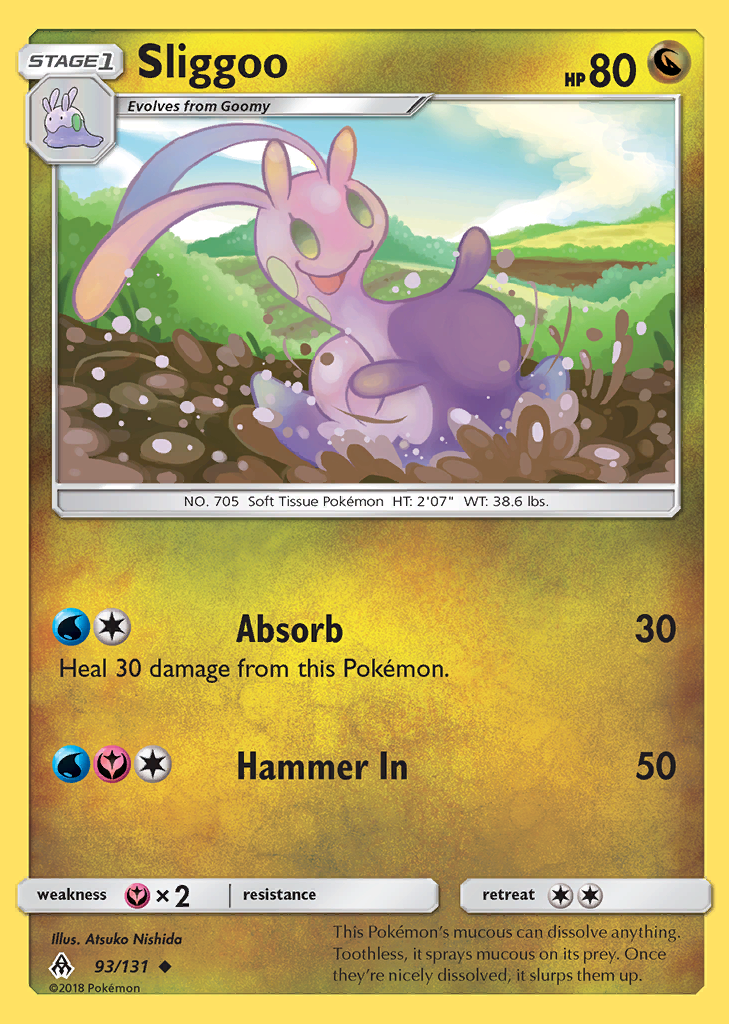 STAGE1 Sliggoo HP80
Evolves from Goomy
NO. 705 Soft Tissue Pokémon HT: 2'07" WT: 38.6 lbs.
Absorb 30
Heal 30 damage from this Pokémon.
Hammer In 50
weakness ×2 resistance retreat
Illus. Atsuko Nishida
93/131
©2018 Pokémon
This Pokémon's mucous can dissolve anything.
Toothless, it sprays mucous on its prey. Once
they're nicely dissolved, it slurps them up.